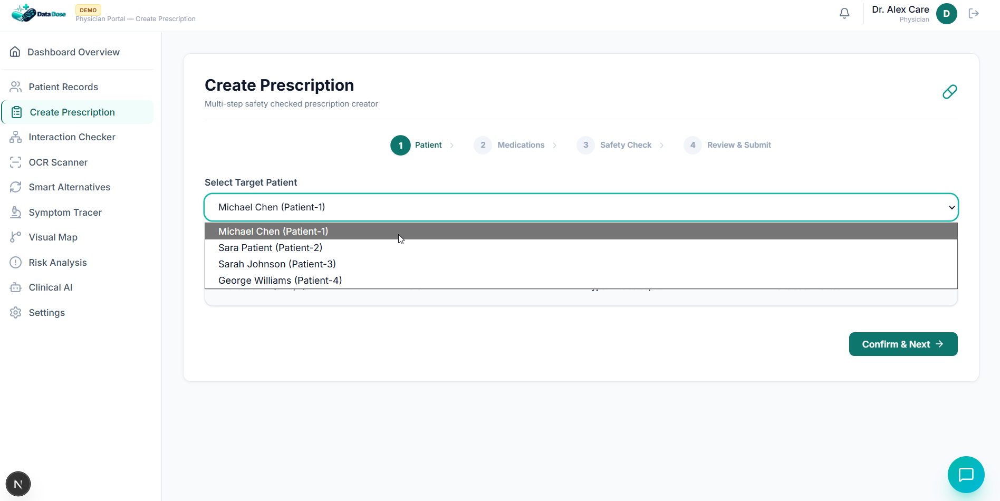 DataDose
DEMO
Physician Portal — Create Prescription
Dr. Alex Care
Physician
D
Dashboard Overview
Patient Records
Create Prescription
Interaction Checker
OCR Scanner
Smart Alternatives
Symptom Tracer
Visual Map
Risk Analysis
Clinical AI
Settings
N
Create Prescription
Multi-step safety checked prescription creator
1 Patient
2 Medications
3 Safety Check
4 Review & Submit
Select Target Patient
Michael Chen (Patient-1)
Michael Chen (Patient-1)
Sara Patient (Patient-2)
Sarah Johnson (Patient-3)
George Williams (Patient-4)
Confirm & Next